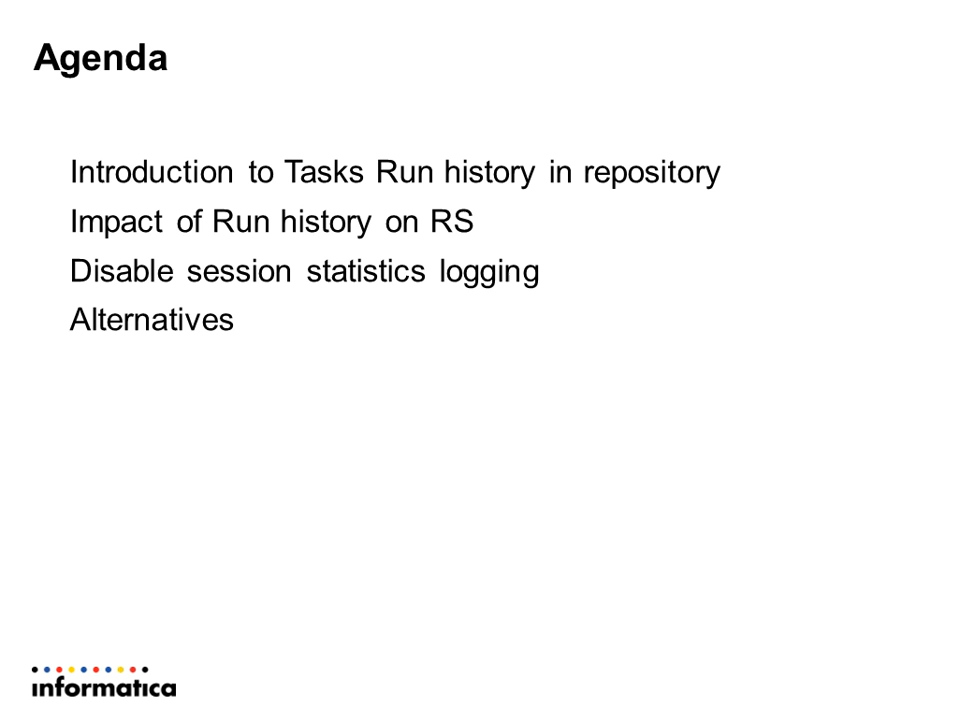 Agenda
Introduction to Tasks Run history in repository
Impact of Run history on RS
Disable session statistics logging
Alternatives
informatica